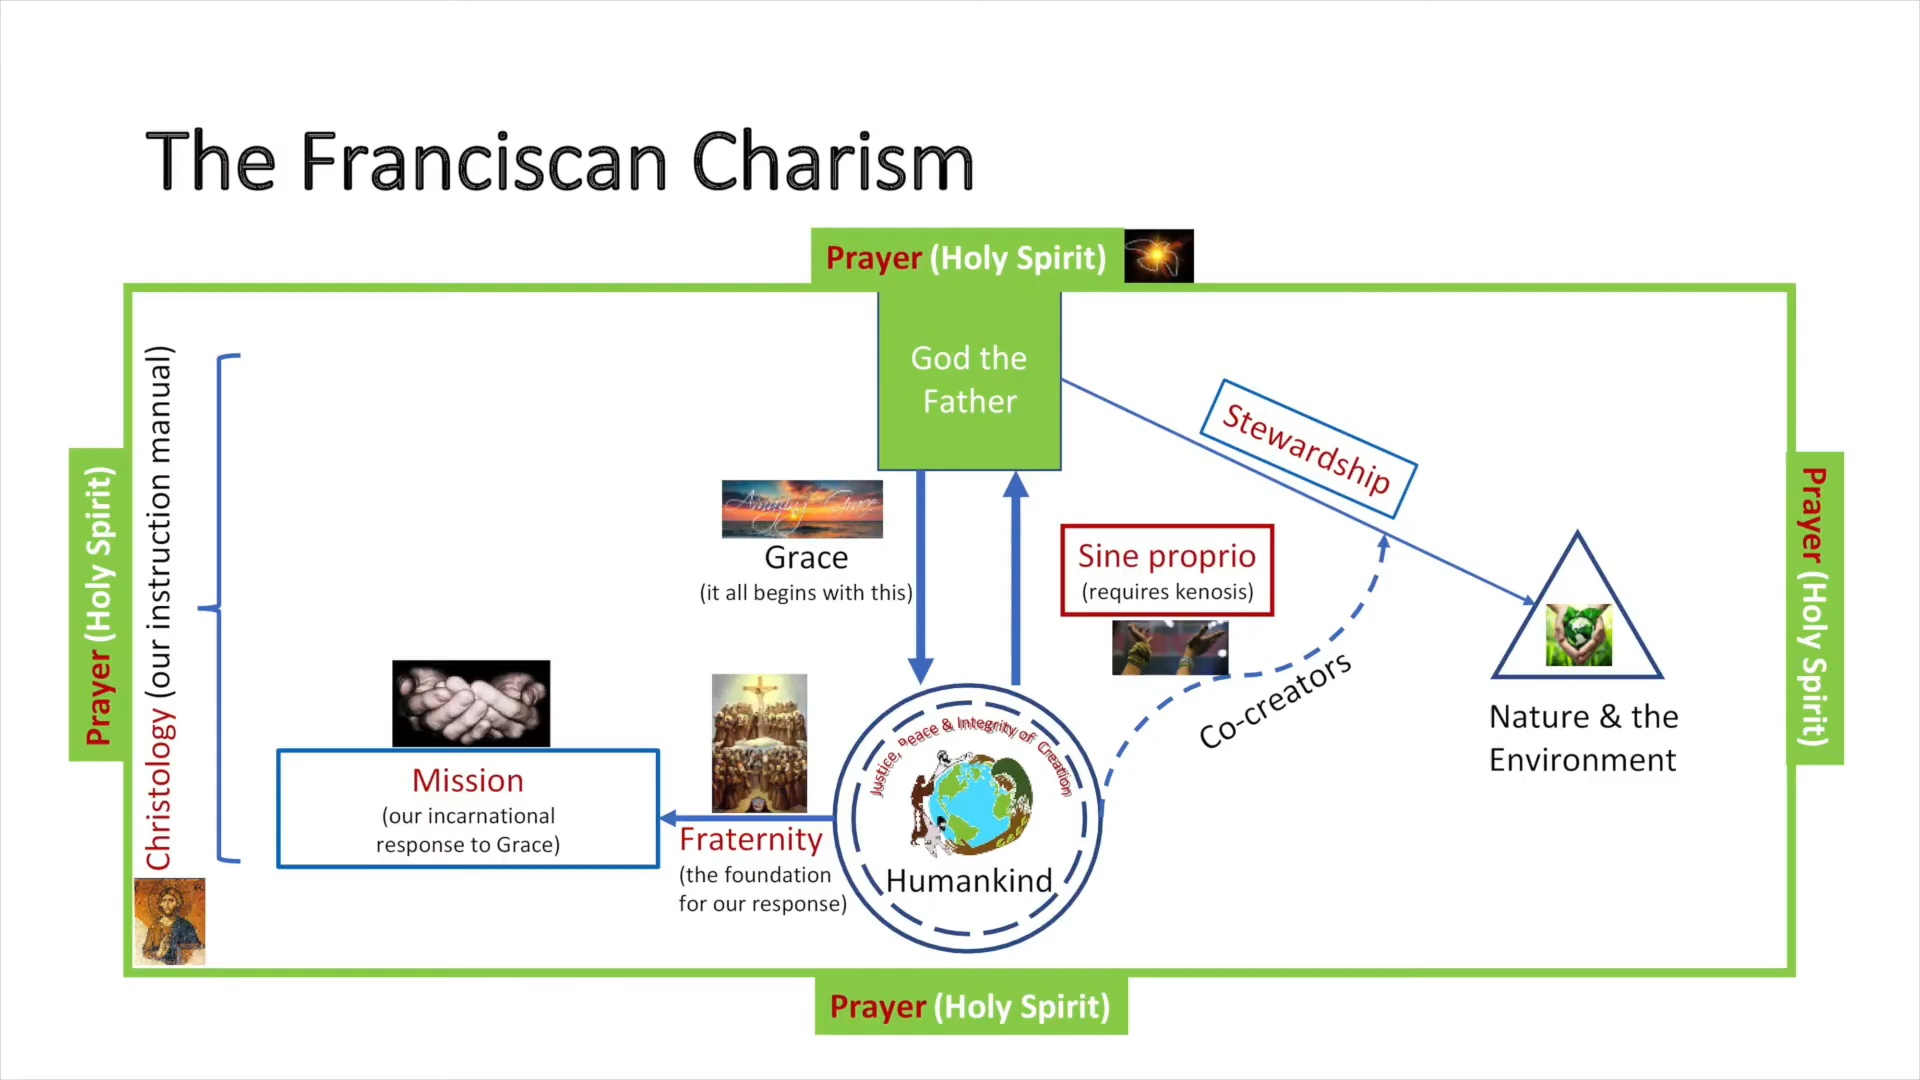 The Franciscan Charism
Prayer (Holy Spirit)
God the
Father
Stewardship
Christology (our instruction manual)
Prayer (Holy Spirit)
Amazing Grace
Grace
(it all begins with this)
Sine proprio
(requires kenosis)
Co-creators
Prayer (Holy Spirit)
Nature & the
Environment
Mission
(our incarnational
response to Grace)
Fraternity
(the foundation
for our response)
Justice, Peace & Integrity of Creation
Humankind
Prayer (Holy Spirit)